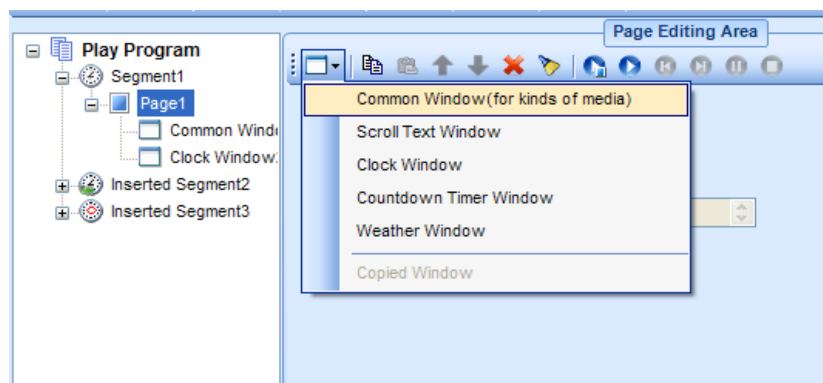 Page Editing Area
Play Program
Segment1
Page1
Common Wind
Clock Window
Inserted Segment2
Inserted Segment3
Common Window(for kinds of media)
Scroll Text Window
Clock Window
Countdown Timer Window
Weather Window
Copied Window